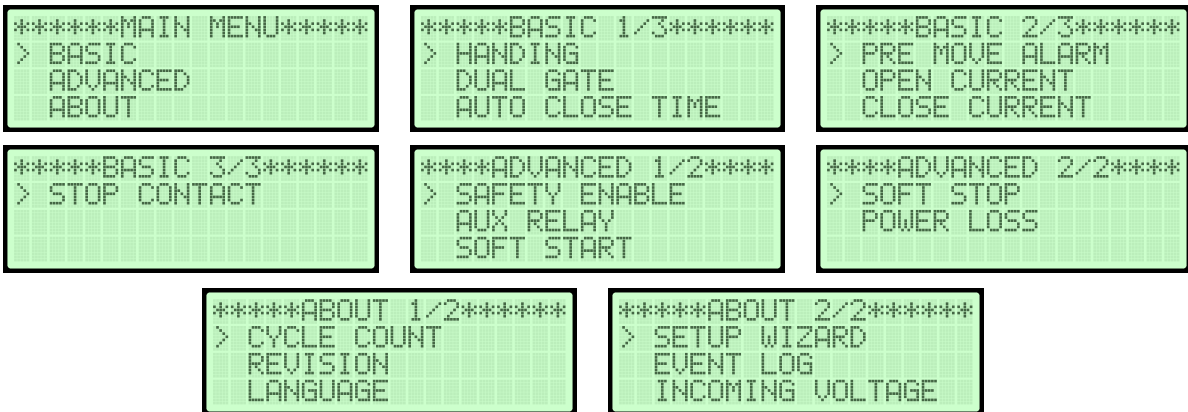 ******MAIN MENU*****
> BASIC
  ADVANCED
  ABOUT
*****BASIC 1/3******
> HANDING
  DUAL GATE
  AUTO CLOSE TIME
*****BASIC 2/3******
> PRE MOVE ALARM
  OPEN CURRENT
  CLOSE CURRENT
*****BASIC 3/3******
> STOP CONTACT
****ADVANCED 1/2****
> SAFETY ENABLE
  AUX RELAY
  SOFT START
****ADVANCED 2/2****
> SOFT STOP
  POWER LOSS
*****ABOUT 1/2******
> CYCLE COUNT
  REVISION
  LANGUAGE
*****ABOUT 2/2******
> SETUP WIZARD
  EVENT LOG
  INCOMING VOLTAGE